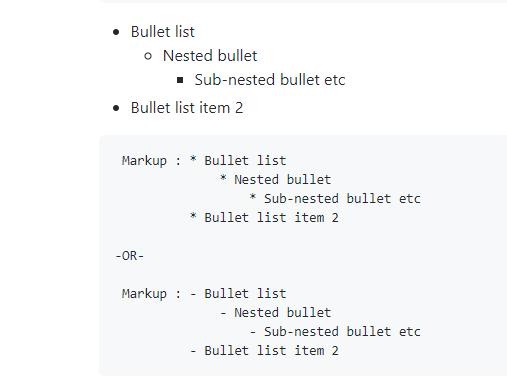 • Bullet list
    ◦ Nested bullet
        ▪ Sub-nested bullet etc
• Bullet list item 2
Markup : * Bullet list
              * Nested bullet
                  * Sub-nested bullet etc
          * Bullet list item 2
-OR-
Markup : - Bullet list
              - Nested bullet
                  - Sub-nested bullet etc
          - Bullet list item 2